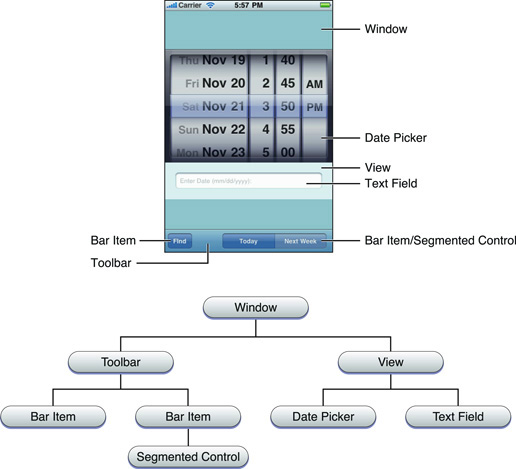 Carrier 5:57 PM
Window
Thu Nov 19 1 40
Fri Nov 20 2 45 AM
Sat Nov 21 3 50 PM
Sun Nov 22 4 55
Mon Nov 23 5 00
Date Picker
View
Enter Date (mm/dd/yyyy):
Text Field
Bar Item
Find
Today
Next Week
Bar Item/Segmented Control
Toolbar
Window
Toolbar
View
Bar Item
Bar Item
Date Picker
Text Field
Segmented Control